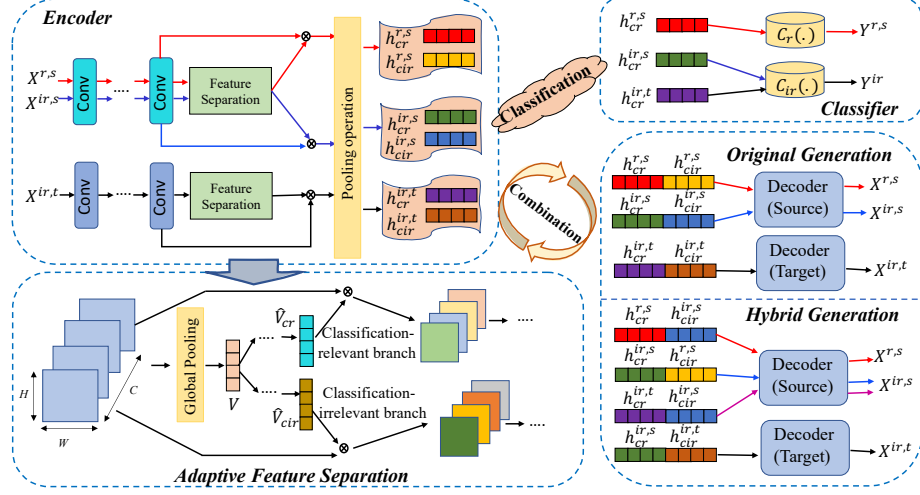 Encoder
X^{r,s}
X^{ir,s}
Conv
....
Conv
Feature
Separation
⊗
⊗
X^{ir,t}
Conv
......
Conv
Feature
Separation
⊗
Pooling operation
h_{cr}^{r,s}
h_{cir}^{r,s}
h_{cr}^{ir,s}
h_{cir}^{ir,s}
h_{cr}^{ir,t}
h_{cir}^{ir,t}
Classification
Combination
h_{cr}^{r,s}
C_r(.)
Y^{r,s}
h_{cr}^{ir,s}
C_{ir}(.)
Y^{ir}
h_{cr}^{ir,t}
Classifier
Original Generation
h_{cr}^{r,s} h_{cir}^{r,s}
h_{cr}^{ir,s} h_{cir}^{ir,s}
Decoder
(Source)
X^{r,s}
X^{ir,s}
h_{cr}^{ir,t} h_{cir}^{ir,t}
Decoder
(Target)
X^{ir,t}
Hybrid Generation
h_{cr}^{r,s} h_{cir}^{ir,s}
h_{cr}^{ir,s} h_{cir}^{r,s}
h_{cr}^{ir,t} h_{cir}^{ir,s}
Decoder
(Source)
X^{r,s}
X^{ir,s}
h_{cr}^{ir,s} h_{cir}^{ir,t}
Decoder
(Target)
X^{ir,t}
H
W
C
Global Pooling
V
....
V̂_{cr}
Classification-
relevant branch
⊗
....
....
V̂_{cir}
Classification-
irrelevant branch
⊗
....
Adaptive Feature Separation